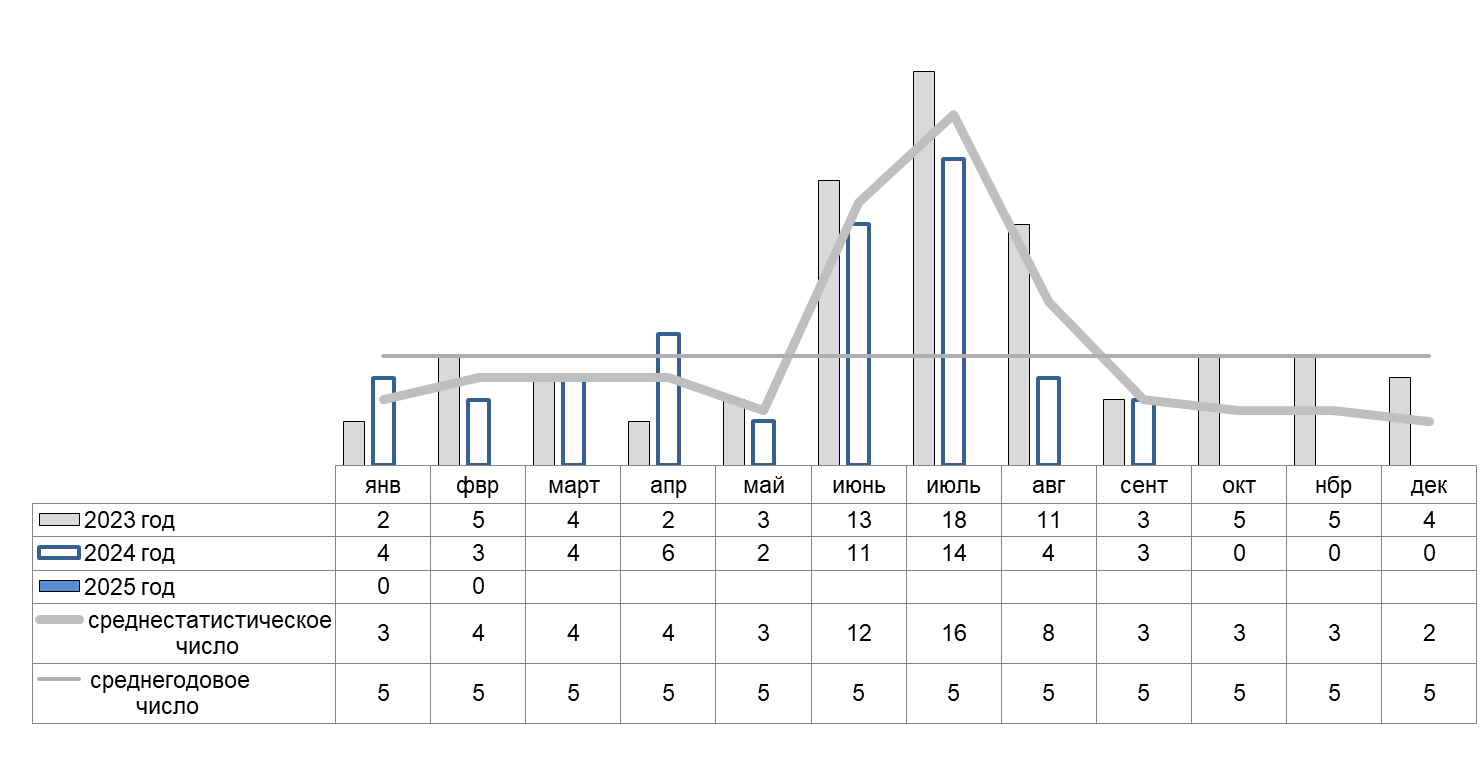 янв фвр март апр май июнь июль авг сент окт нбр дек
2023 год 2 5 4 2 3 13 18 11 3 5 5 4
2024 год 4 3 4 6 2 11 14 4 3 0 0 0
2025 год 0 0
среднестатистическое
число 3 4 4 4 3 12 16 8 3 3 3 2
среднегодовое
число 5 5 5 5 5 5 5 5 5 5 5 5